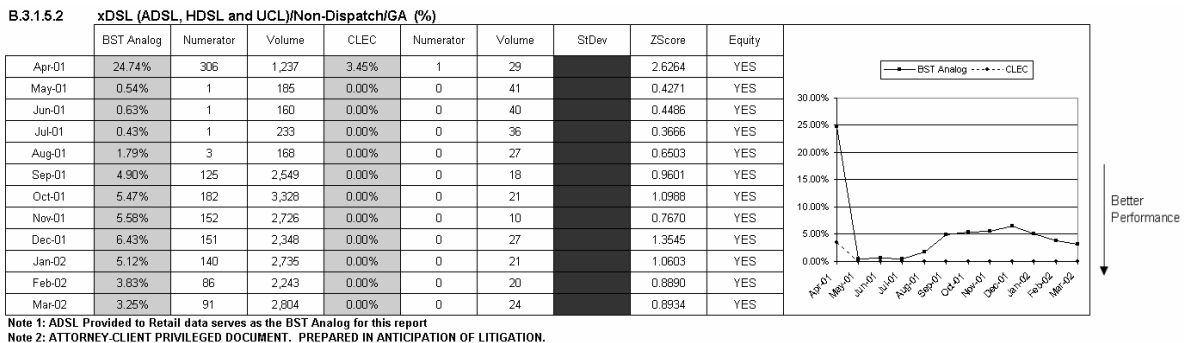 B.3.1.5.2 xDSL (ADSL, HDSL and UCL)/Non-Dispatch/GA (%)
BST Analog Numerator Volume CLEC Numerator Volume StDev ZScore Equity
Apr-01 24.74% 306 1,237 3.45% 1 29 2.6264 YES
May-01 0.54% 1 185 0.00% 0 41 0.4271 YES
Jun-01 0.63% 1 160 0.00% 0 40 0.4486 YES
Jul-01 0.43% 1 233 0.00% 0 36 0.3666 YES
Aug-01 1.79% 3 168 0.00% 0 27 0.6503 YES
Sep-01 4.90% 125 2,549 0.00% 0 18 0.9601 YES
Oct-01 5.47% 182 3,328 0.00% 0 21 1.0988 YES
Nov-01 5.58% 152 2,726 0.00% 0 10 0.7670 YES
Dec-01 6.43% 151 2,348 0.00% 0 27 1.3545 YES
Jan-02 5.12% 140 2,735 0.00% 0 21 1.0603 YES
Feb-02 3.83% 86 2,243 0.00% 0 20 0.8890 YES
Mar-02 3.25% 91 2,804 0.00% 0 24 0.8934 YES
BST Analog CLEC
30.00%
25.00%
20.00%
15.00%
10.00%
5.00%
0.00%
Apr-01 May-01 Jun-01 Jul-01 Aug-01 Sep-01 Oct-01 Nov-01 Dec-01 Jan-02 Feb-02 Mar-02
Better
Performance
Note 1: ADSL Provided to Retail data serves as the BST Analog for this report
Note 2: ATTORNEY-CLIENT PRIVILEGED DOCUMENT. PREPARED IN ANTICIPATION OF LITIGATION.